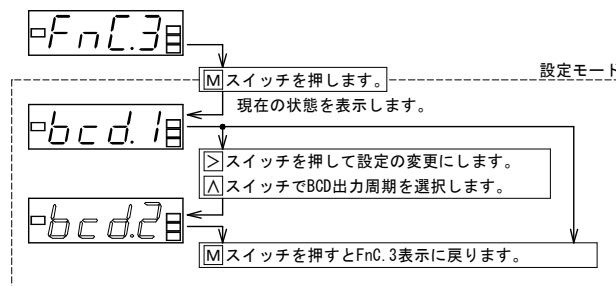 FnC.3
設定モード
Mスイッチを押します。
現在の状態を表示します。
bcd.1
>スイッチを押して設定の変更にします。
∧スイッチでBCD出力周期を選択します。
bcd.2
Mスイッチを押すとFnC.3表示に戻ります。